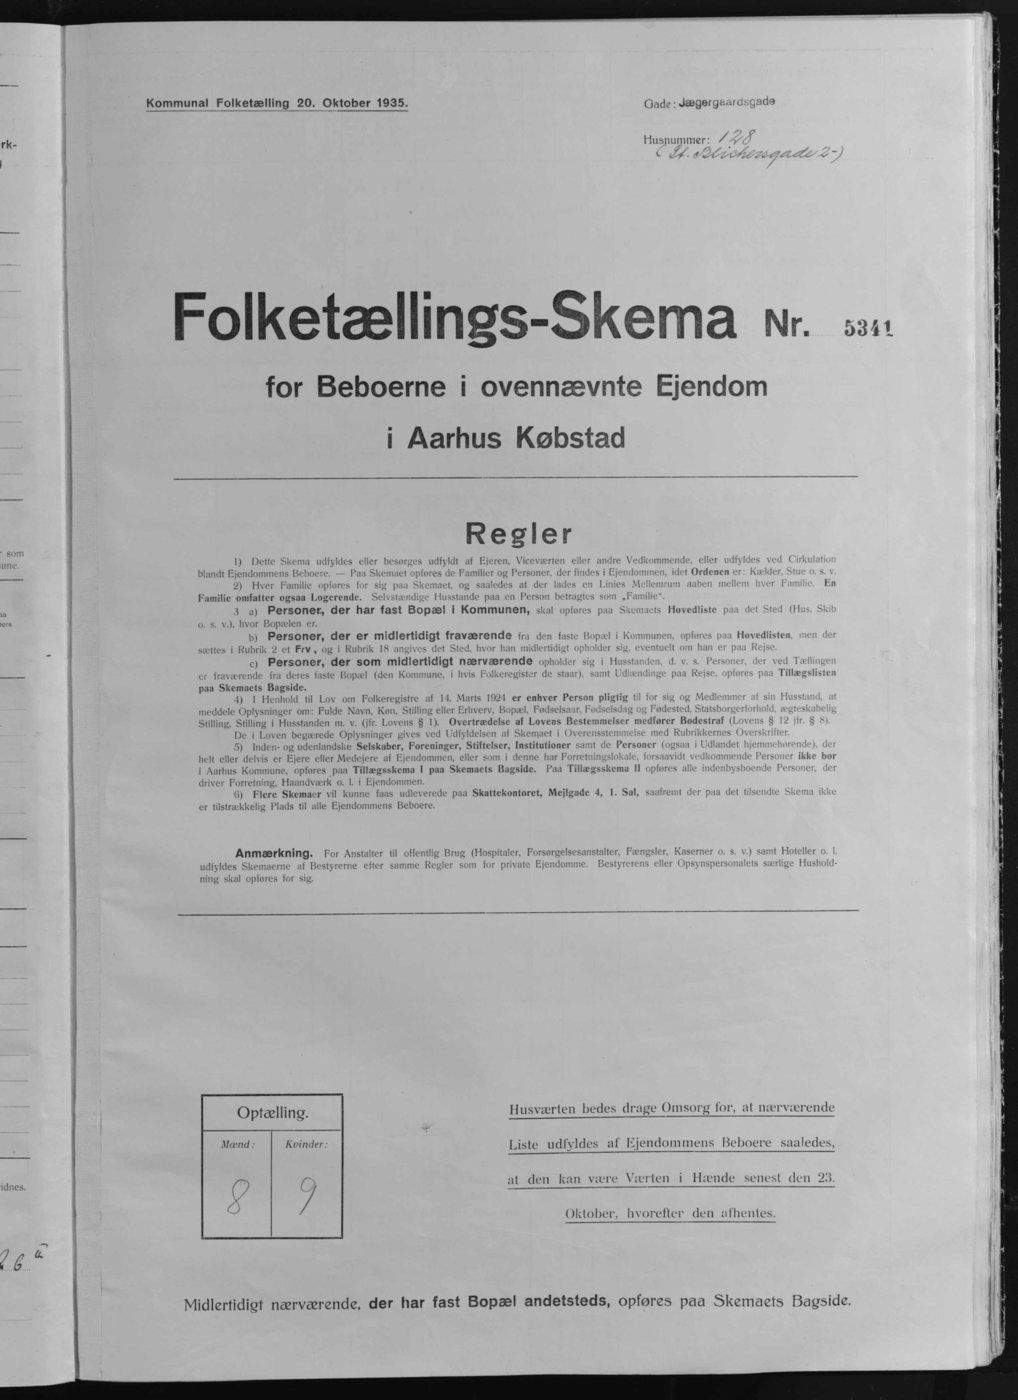 Kommunal Folketælling 20. Oktober 1935.
Gade: Jægergaardsgade
Husnummer: 128
(St. Blichersgade 2-)
Folketællings-Skema Nr. 5341
for Beboerne i ovennævnte Ejendom
i Aarhus Købstad
Regler
1) Dette Skema udfyldes eller besørges udfyldt af Ejeren, Viceværten eller andre Vedkommende, eller udfyldes ved Cirkulation
blandt Ejendommens Beboere. — Paa Skemaet opføres de Familier og Personer, der findes i Ejendommen, idet Ordenen er: Kælder, Stue o. s. v.
2) Hver Familie opføres for sig paa Skemaet, og saaledes at der lades en Linies Mellemrum aaben mellem hver Familie. En
Familie omfatter ogsaa Logerende. Selvstændige Husstande paa en Person betragtes som „Familie".
3 a) Personer, der har fast Bopæl i Kommunen, skal opføres paa Skemaets Hovedliste paa det Sted (Hus, Skib
o. s. v.), hvor Bopælen er.
b) Personer, der er midlertidigt fraværende fra den faste Bopæl i Kommunen, opføres paa Hovedlisten, men der
sættes i Rubrik 2 et Frv, og i Rubrik 18 angives det Sted, hvor han midlertidigt opholder sig, eventuelt om han er paa Rejse.
c) Personer, der som midlertidigt nærværende opholder sig i Husstanden, d. v. s. Personer, der ved Tællingen
er fraværende fra deres faste Bopæl (den Kommune, i hvis Folkeregister de staar), samt Udlændinge paa Rejse, opføres paa Tillægslisten
paa Skemaets Bagside.
4) I Henhold til Lov om Folkeregistre af 14. Marts 1924 er enhver Person pligtig til for sig og Medlemmer af sin Husstand, at
meddele Oplysninger om: Fulde Navn, Køn, Stilling eller Erhverv, Bopæl, Fødselsaar, Fødselsdag og Fødested, Statsborgerforhold, ægteskabelig
Stilling, Stilling i Husstanden m. v. (jfr. Lovens § 1). Overtrædelse af Lovens Bestemmelser medfører Bødestraf (Lovens § 12 jfr. § 8).
De i Loven begærede Oplysninger gives ved Udfyldelsen af Skemaet i Overensstemmelse med Rubrikkernes Overskrifter.
5) Inden- og udenlandske Selskaber, Foreninger, Stiftelser, Institutioner samt de Personer (ogsaa i Udlandet hjemmehørende), der
helt eller delvis er Ejere eller Medejere af Ejendommen, eller som i denne har Forretningslokale, forsaavidt vedkommende Personer ikke bor
i Aarhus Kommune, opføres paa Tillægsskema I paa Skemaets Bagside. Paa Tillægsskema II opføres alle indenbysboende Personer, der
driver Forretning, Haandværk o. l. i Ejendommen.
6) Flere Skemaer vil kunne faas udleverede paa Skattekontoret, Mejlgade 4, 1. Sal, saafremt der paa det tilsendte Skema ikke
er tilstrækkelig Plads til alle Ejendommens Beboere.
Anmærkning. For Anstalter til offentlig Brug (Hospitaler, Forsørgelsesanstalter, Fængsler, Kaserner o. s. v.) samt Hoteller o. l.
udfyldes Skemaerne af Bestyrerne efter samme Regler som for private Ejendomme. Bestyrerens eller Opsynspersonalets særlige Hushold-
ning skal opføres for sig.
Optælling.
Mænd: Kvinder:
8 9
Husværten bedes drage Omsorg for, at nærværende
Liste udfyldes af Ejendommens Beboere saaledes,
at den kan være Værten i Hænde senest den 23.
Oktober, hvorefter den afhentes.
Midlertidigt nærværende, der har fast Bopæl andetsteds, opføres paa Skemaets Bagside.